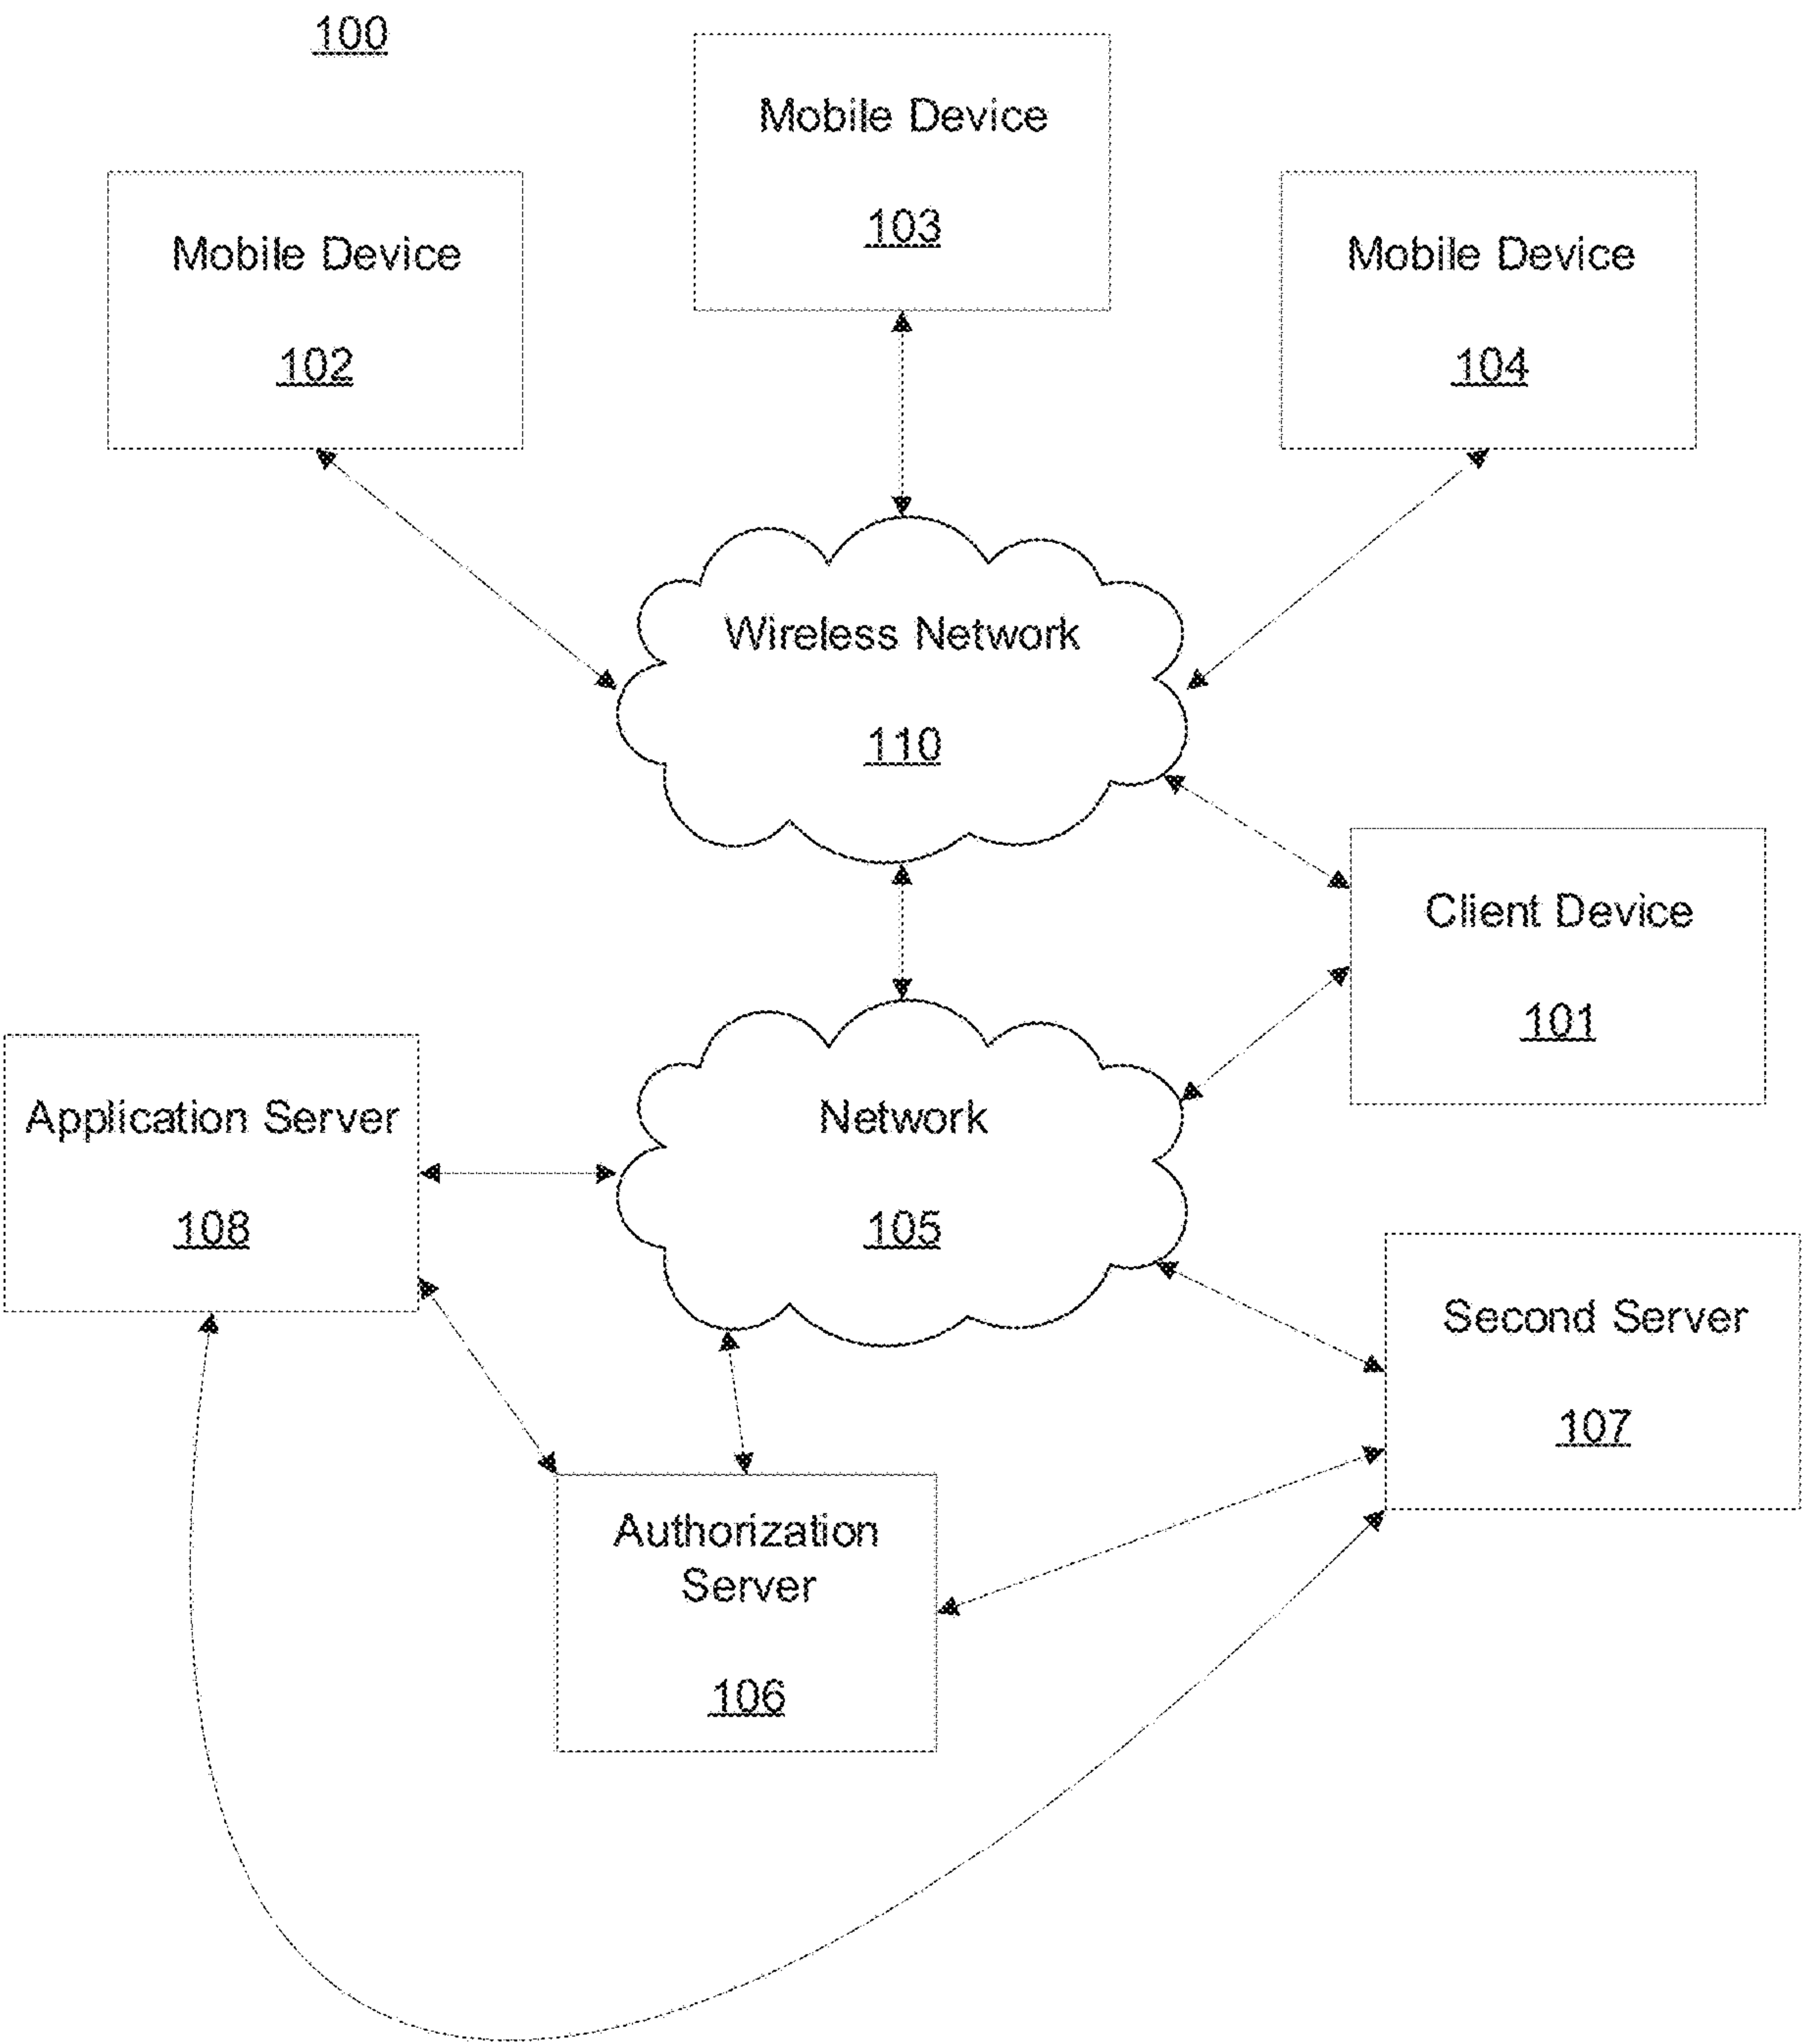 100
Mobile Device
103
Mobile Device
102
Mobile Device
104
Wireless Network
110
Client Device
101
Application Server
108
Network
105
Second Server
107
Authorization
Server
106